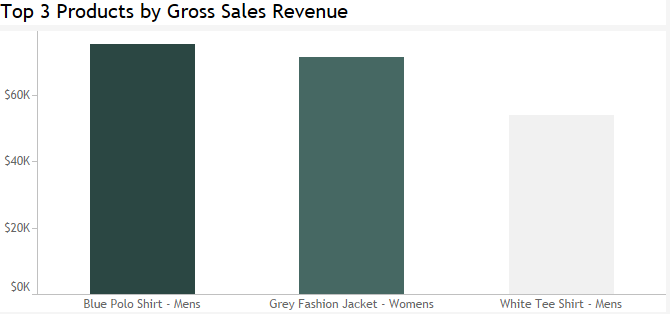 Top 3 Products by Gross Sales Revenue
$60K
$40K
$20K
$0K
Blue Polo Shirt - Mens
Grey Fashion Jacket - Womens
White Tee Shirt - Mens